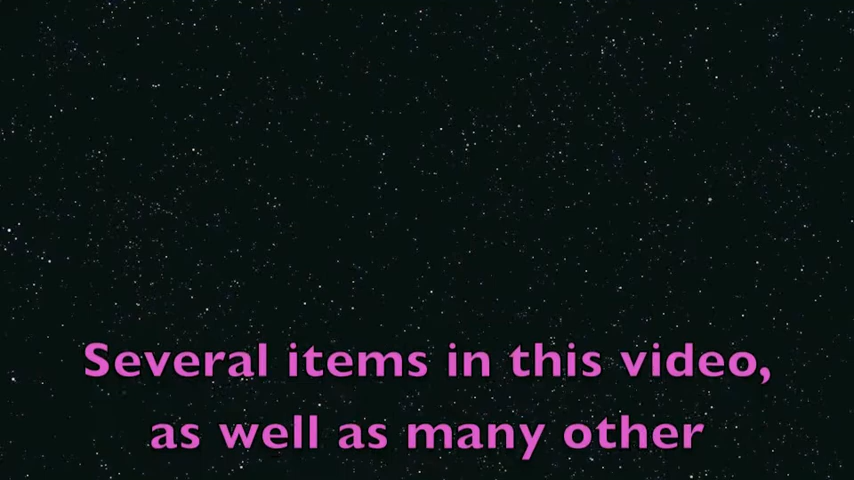 Several items in this video,
as well as many other